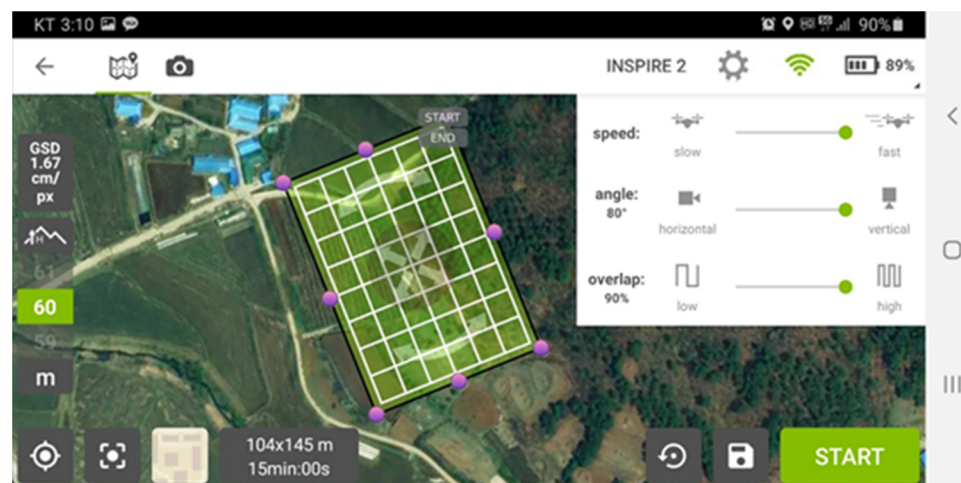 KT 3:10
90%
INSPIRE 2
89%
START
END
GSD
1.67
cm/
px
H
61
60
59
m
speed:
slow
fast
angle:
80°
horizontal
vertical
overlap:
90%
low
high
104x145 m
15min:00s
START